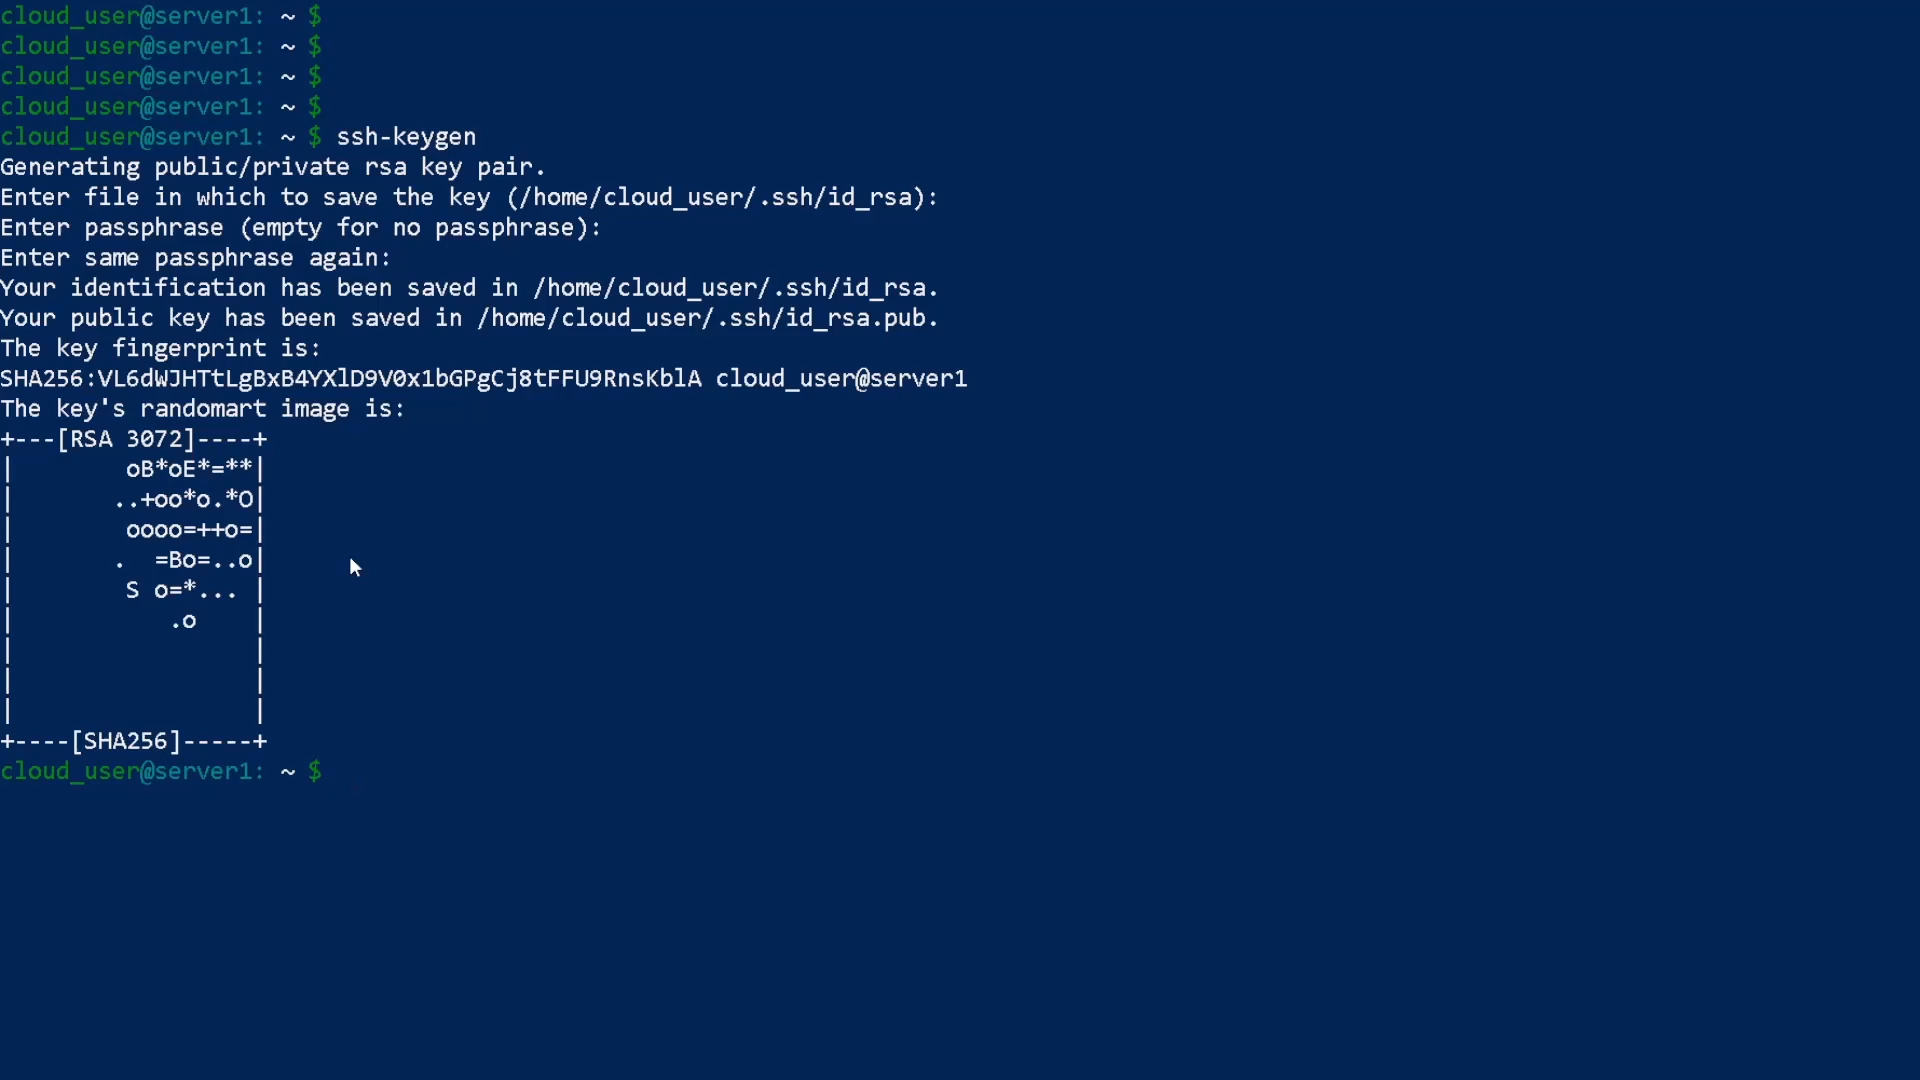 cloud_user@server1: ~ $
cloud_user@server1: ~ $
cloud_user@server1: ~ $
cloud_user@server1: ~ $
cloud_user@server1: ~ $ ssh-keygen
Generating public/private rsa key pair.
Enter file in which to save the key (/home/cloud_user/.ssh/id_rsa):
Enter passphrase (empty for no passphrase):
Enter same passphrase again:
Your identification has been saved in /home/cloud_user/.ssh/id_rsa.
Your public key has been saved in /home/cloud_user/.ssh/id_rsa.pub.
The key fingerprint is:
SHA256:VL6dWJHTtLgBxB4YXlD9V0x1bGPgCj8tFFU9RnsKblA cloud_user@server1
The key's randomart image is:
+---[RSA 3072]----+
|        oB*oE*=**|
|       ..+oo*o.*O|
|        oooo=++o=|
|       .  =Bo=..o|
|        S o=*... |
|           .o    |
|                 |
|                 |
|                 |
+----[SHA256]-----+
cloud_user@server1: ~ $